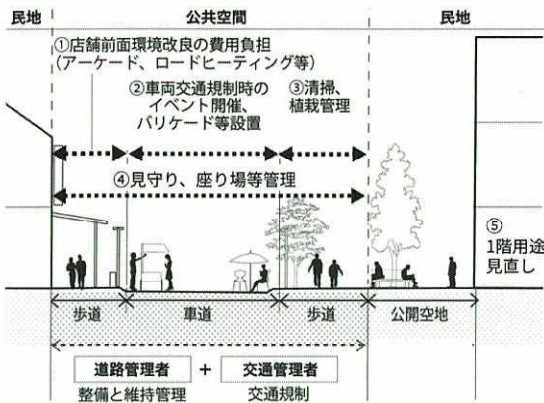 民地
公共空間
民地
①店舗前面環境改良の費用負担
(アーケード、ロードヒーティング等)
②車両交通規制時の
イベント開催、
バリケード等設置
③清掃、
植栽管理
④見守り、座り場等管理
⑤
1階用途
見直し
歩道
車道
歩道
公開空地
道路管理者
+
交通管理者
整備と維持管理
交通規制